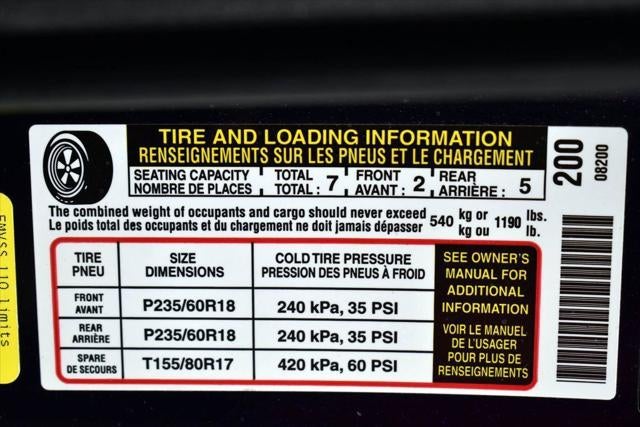 TIRE AND LOADING INFORMATION
RENSEIGNEMENTS SUR LES PNEUS ET LE CHARGEMENT
SEATING CAPACITY TOTAL FRONT REAR
NOMBRE DE PLACES TOTAL : 7 AVANT : 2 ARRIÈRE : 5
The combined weight of occupants and cargo should never exceed 540 kg or 1190 lbs.
Le poids total des occupants et du chargement ne doit jamais dépasser kg ou lb.
TIRE SIZE COLD TIRE PRESSURE
PNEU DIMENSIONS PRESSION DES PNEUS À FROID
FRONT
AVANT P235/60R18 240 kPa, 35 PSI
REAR
ARRIÈRE P235/60R18 240 kPa, 35 PSI
SPARE
DE SECOURS T155/80R17 420 kPa, 60 PSI
SEE OWNER'S
MANUAL FOR
ADDITIONAL
INFORMATION
VOIR LE MANUEL
DE L'USAGER
POUR PLUS DE
RENSEIGNEMENTS
200
08200
FMVSS 110 Limits